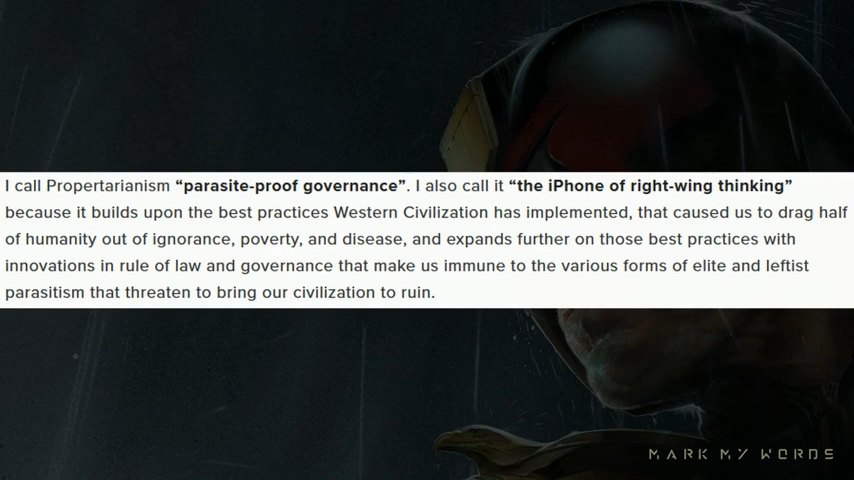 I call Propertarianism “parasite-proof governance”. I also call it “the iPhone of right-wing thinking”
because it builds upon the best practices Western Civilization has implemented, that caused us to drag half
of humanity out of ignorance, poverty, and disease, and expands further on those best practices with
innovations in rule of law and governance that make us immune to the various forms of elite and leftist
parasitism that threaten to bring our civilization to ruin.
MARK MY WORDS